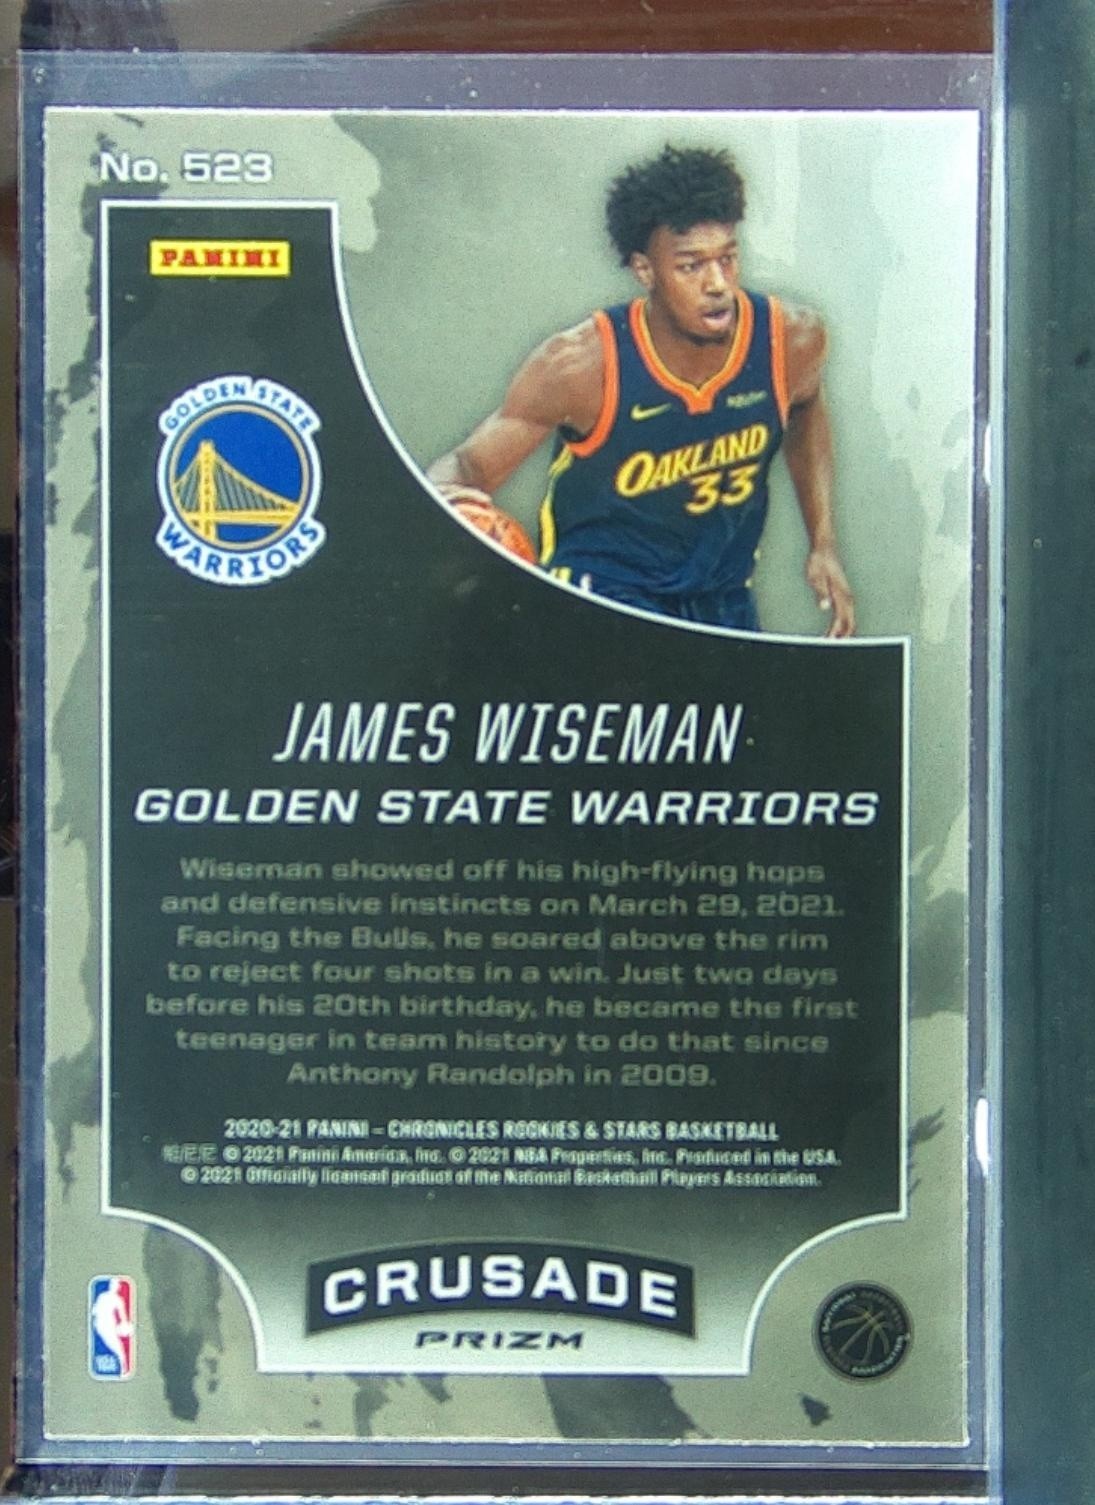 No. 523
PANINI
GOLDEN STATE
WARRIORS
OAKLAND
33
JAMES WISEMAN
GOLDEN STATE WARRIORS
Wiseman showed off his high-flying hops
and defensive instincts on March 29, 2021.
Facing the Bulls, he soared above the rim
to reject four shots in a win. Just two days
before his 20th birthday, he became the first
teenager in team history to do that since
Anthony Randolph in 2009.
2020-21 PANINI – CHRONICLES ROOKIES & STARS BASKETBALL
© 2021 Panini America, Inc. © 2021 NBA Properties, Inc. Produced in the USA.
© 2021 Officially licensed product of the National Basketball Players Association.
CRUSADE
PRIZM
NBA